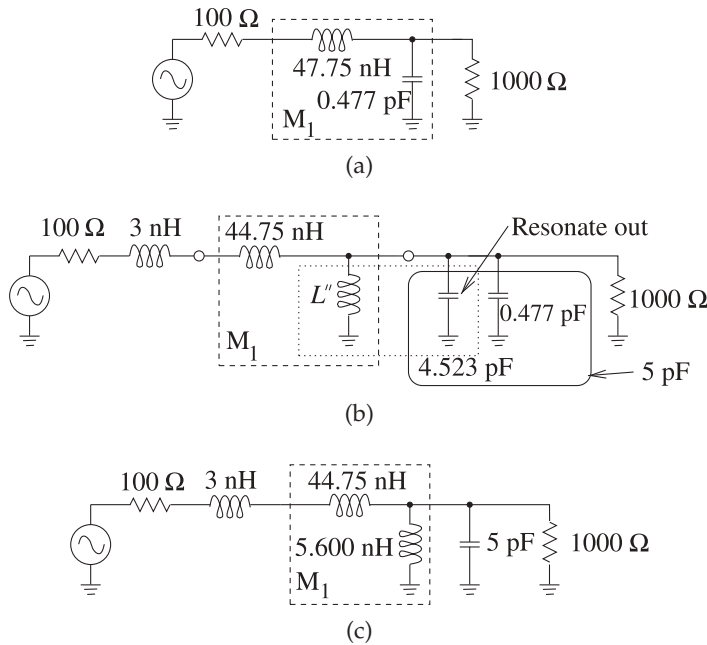 100 Ω
47.75 nH
1000 Ω
0.477 pF
M1
(a)
100 Ω 3 nH 44.75 nH Resonate out
L″ 0.477 pF 1000 Ω
M1
4.523 pF 5 pF
(b)
100 Ω 3 nH 44.75 nH
5.600 nH 5 pF 1000 Ω
M1
(c)